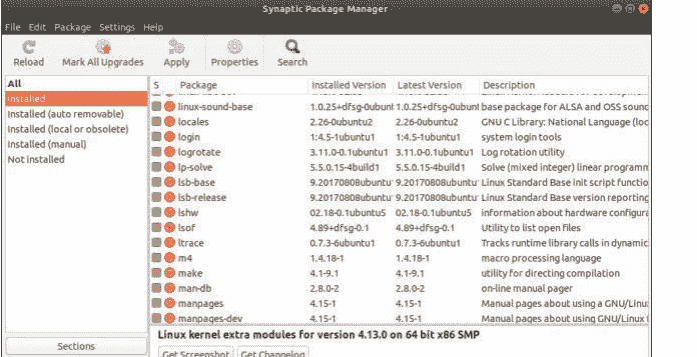 Synaptic Package Manager
File Edit Package Settings Help
Reload Mark All Upgrades Apply Properties Search
All
Installed
Installed (auto removable)
Installed (local or obsolete)
Installed (manual)
Not installed
Sections
S Package Installed Version Latest Version Description
linux-sound-base 1.0.25+dfsg-0ubunt 1.0.25+dfsg-0ubunt base package for ALSA and OSS soun
locales 2.26-0ubuntu2 2.26-0ubuntu2 GNU C Library: National Language (loc
login 1:4.5-1ubuntu1 1:4.5-1ubuntu1 system login tools
logrotate 3.11.0-0.1ubuntu1 3.11.0-0.1ubuntu1 Log rotation utility
lp-solve 5.5.0.15-4build1 5.5.0.15-4build1 Solve (mixed integer) linear programm
lsb-base 9.20170808ubuntu 9.20170808ubuntu Linux Standard Base init script functio
lsb-release 9.20170808ubuntu 9.20170808ubuntu Linux Standard Base version reporting
lshw 02.18-0.1ubuntu5 02.18-0.1ubuntu5 information about hardware configura
lsof 4.89+dfsg-0.1 4.89+dfsg-0.1 Utility to list open files
ltrace 0.7.3-6ubuntu1 0.7.3-6ubuntu1 Tracks runtime library calls in dynamic
m4 1.4.18-1 1.4.18-1 macro processing language
make 4.1-9.1 4.1-9.1 utility for directing compilation
man-db 2.8.0-2 2.8.0-2 on-line manual pager
manpages 4.15-1 4.15-1 Manual pages about using a GNU/Linu
manpages-dev 4.15-1 4.15-1 Manual pages about using GNU/Linux f
Linux kernel extra modules for version 4.13.0 on 64 bit x86 SMP
Get Screenshot Get Changelog